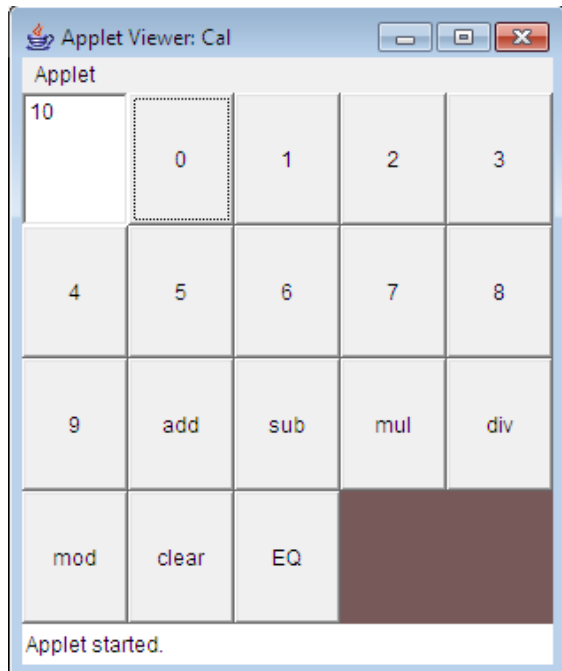 Applet Viewer: Cal
Applet
10 0 1 2 3
4 5 6 7 8
9 add sub mul div
mod clear EQ
Applet started.